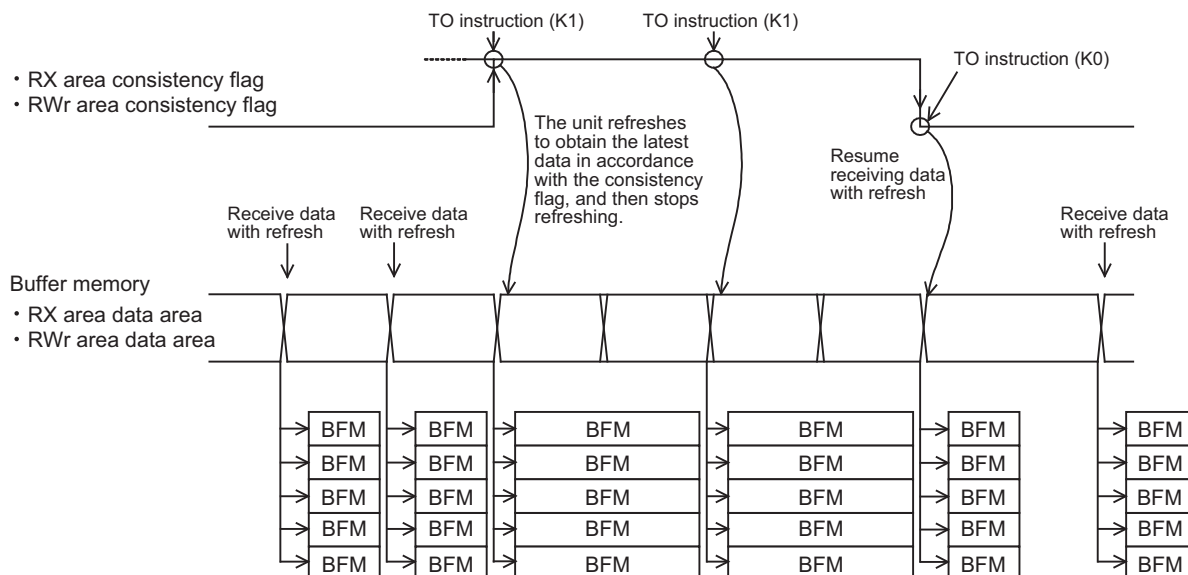 TO instruction (K1)
TO instruction (K1)
TO instruction (K0)
・RX area consistency flag
・RWr area consistency flag
The unit refreshes
to obtain the latest
data in accordance
with the consistency
flag, and then stops
refreshing.
Resume
receiving data
with refresh
Receive data
with refresh
Receive data
with refresh
Receive data
with refresh
Buffer memory
・RX area data area
・RWr area data area
BFM BFM BFM BFM BFM BFM
BFM BFM BFM BFM BFM BFM
BFM BFM BFM BFM BFM BFM
BFM BFM BFM BFM BFM BFM
BFM BFM BFM BFM BFM BFM